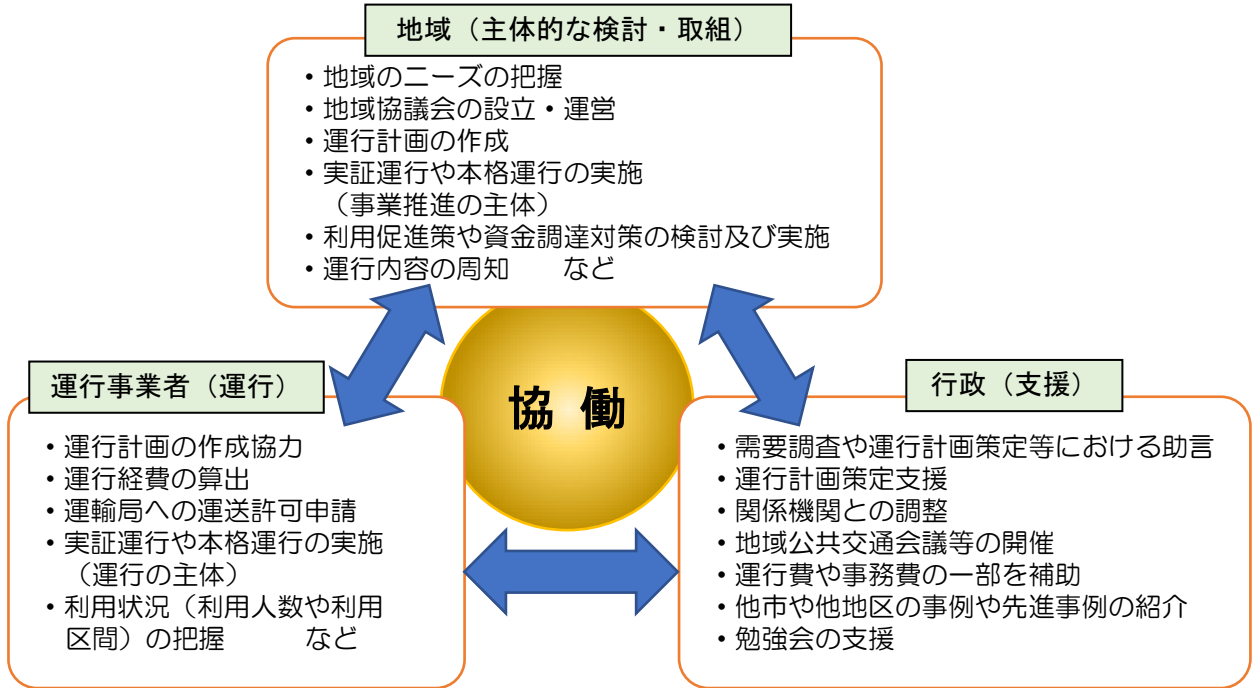 地域（主体的な検討・取組）
・地域のニーズの把握
・地域協議会の設立・運営
・運行計画の作成
・実証運行や本格運行の実施
（事業推進の主体）
・利用促進策や資金調達対策の検討及び実施
・運行内容の周知　　など
協 働
運行事業者（運行）
・運行計画の作成協力
・運行経費の算出
・運輸局への運送許可申請
・実証運行や本格運行の実施
（運行の主体）
・利用状況（利用人数や利用
区間）の把握　　　など
行政（支援）
・需要調査や運行計画策定等における助言
・運行計画策定支援
・関係機関との調整
・地域公共交通会議等の開催
・運行費や事務費の一部を補助
・他市や他地区の事例や先進事例の紹介
・勉強会の支援